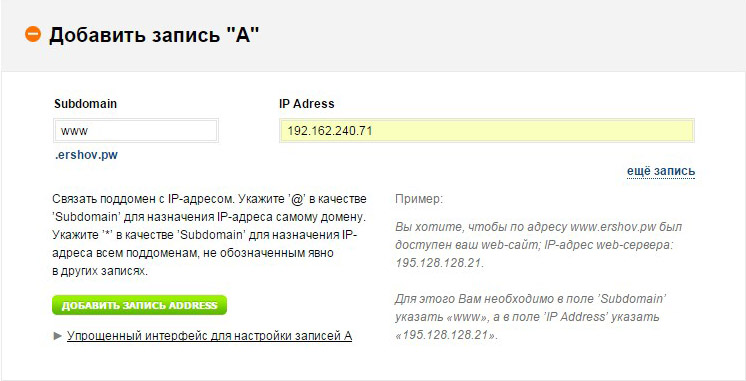 Добавить запись "A"
Subdomain
IP Adress
www
192.162.240.71
.ershov.pw
ещё запись
Связать поддомен с IP-адресом. Укажите '@' в качестве
'Subdomain' для назначения IP-адреса самому домену.
Укажите '*' в качестве 'Subdomain' для назначения IP-
адреса всем поддоменам, не обозначенным явно
в других записях.
ДОБАВИТЬ ЗАПИСЬ ADDRESS
Упрощенный интерфейс для настройки записей A
Пример:
Вы хотите, чтобы по адресу www.ershov.pw был
доступен ваш web-сайт; IP-адрес web-сервера:
195.128.128.21.
Для этого Вам необходимо в поле 'Subdomain'
указать «www», а в поле 'IP Address' указать
«195.128.128.21».